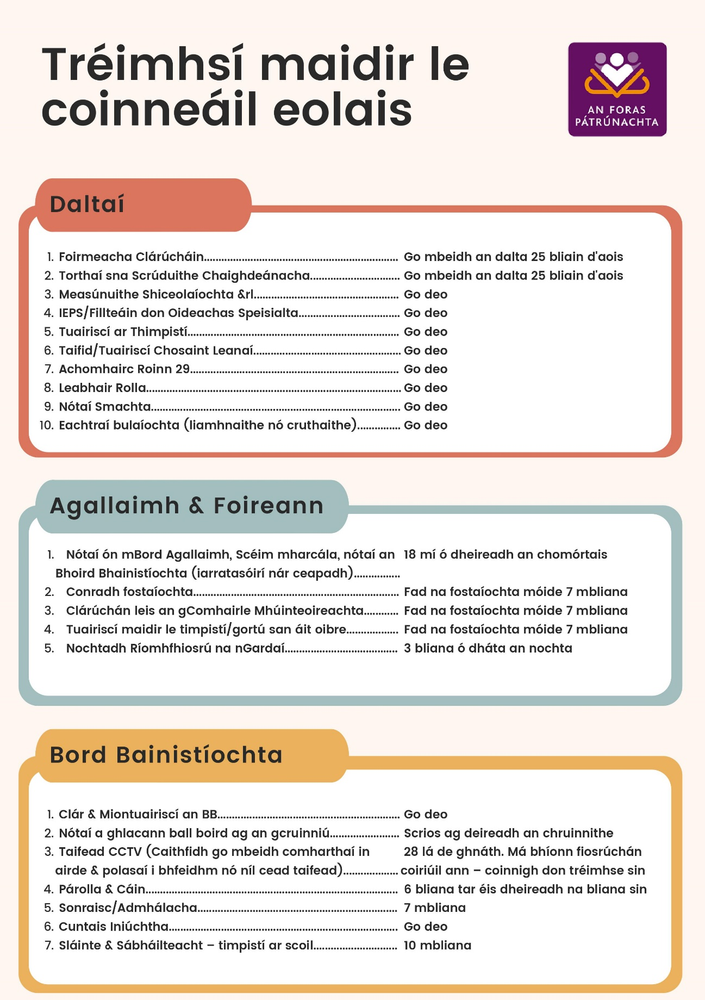 Tréimhsí maidir le
coinneáil eolais
AN FORAS
PÁTRÚNACHTA
Daltaí
1. Foirmeacha Clárúcháin................................................................... Go mbeidh an dalta 25 bliain d'aois
2. Torthaí sna Scrúduithe Chaighdeánacha............................... Go mbeidh an dalta 25 bliain d'aois
3. Measúnuithe Shiceolaíochta &rl.................................................. Go deo
4. IEPS/Fillteáin don Oideachas Speisialta................................... Go deo
5. Tuairiscí ar Thimpistí......................................................................... Go deo
6. Taifid/Tuairiscí Chosaint Leanaí................................................... Go deo
7. Achomhairc Roinn 29........................................................................ Go deo
8. Leabhair Rolla........................................................................................ Go deo
9. Nótaí Smachta...................................................................................... Go deo
10. Eachtraí bulaíochta (liamhnaithe nó cruthaithe)............... Go deo
Agallaimh & Foireann
1. Nótaí ón mBord Agallaimh, Scéim mharcála, nótaí an 18 mí ó dheireadh an chomórtais
Bhoird Bhainistíochta (iarratasóirí nár ceapadh)................
2. Conradh fostaíochta....................................................................... Fad na fostaíochta móide 7 mbliana
3. Clárúchán leis an gComhairle Mhúinteoireachta............ Fad na fostaíochta móide 7 mbliana
4. Tuairiscí maidir le timpistí/gortú san áit oibre.................. Fad na fostaíochta móide 7 mbliana
5. Nochtadh Ríomhfhiosrú na nGardaí....................................... 3 bliana ó dháta an nochta
Bord Bainistíochta
1. Clár & Miontuairiscí an BB............................................................... Go deo
2. Nótaí a ghlacann ball boird ag an gcruinniú........................ Scrios ag deireadh an chruinnithe
3. Taifead CCTV (Caithfidh go mbeidh comharthaí in 28 lá de ghnáth. Má bhíonn fiosrúchán
airde & polasaí i bhfeidhm nó níl cead taifead)................... coiriúil ann – coinnigh don tréimhse sin
4. Párolla & Cáin....................................................................................... 6 bliana tar éis dheireadh na bliana sin
5. Sonraisc/Admhálacha..................................................................... 7 mbliana
6. Cuntais Iniúchtha............................................................................... Go deo
7. Sláinte & Sábháilteacht – timpistí ar scoil............................. 10 mbliana